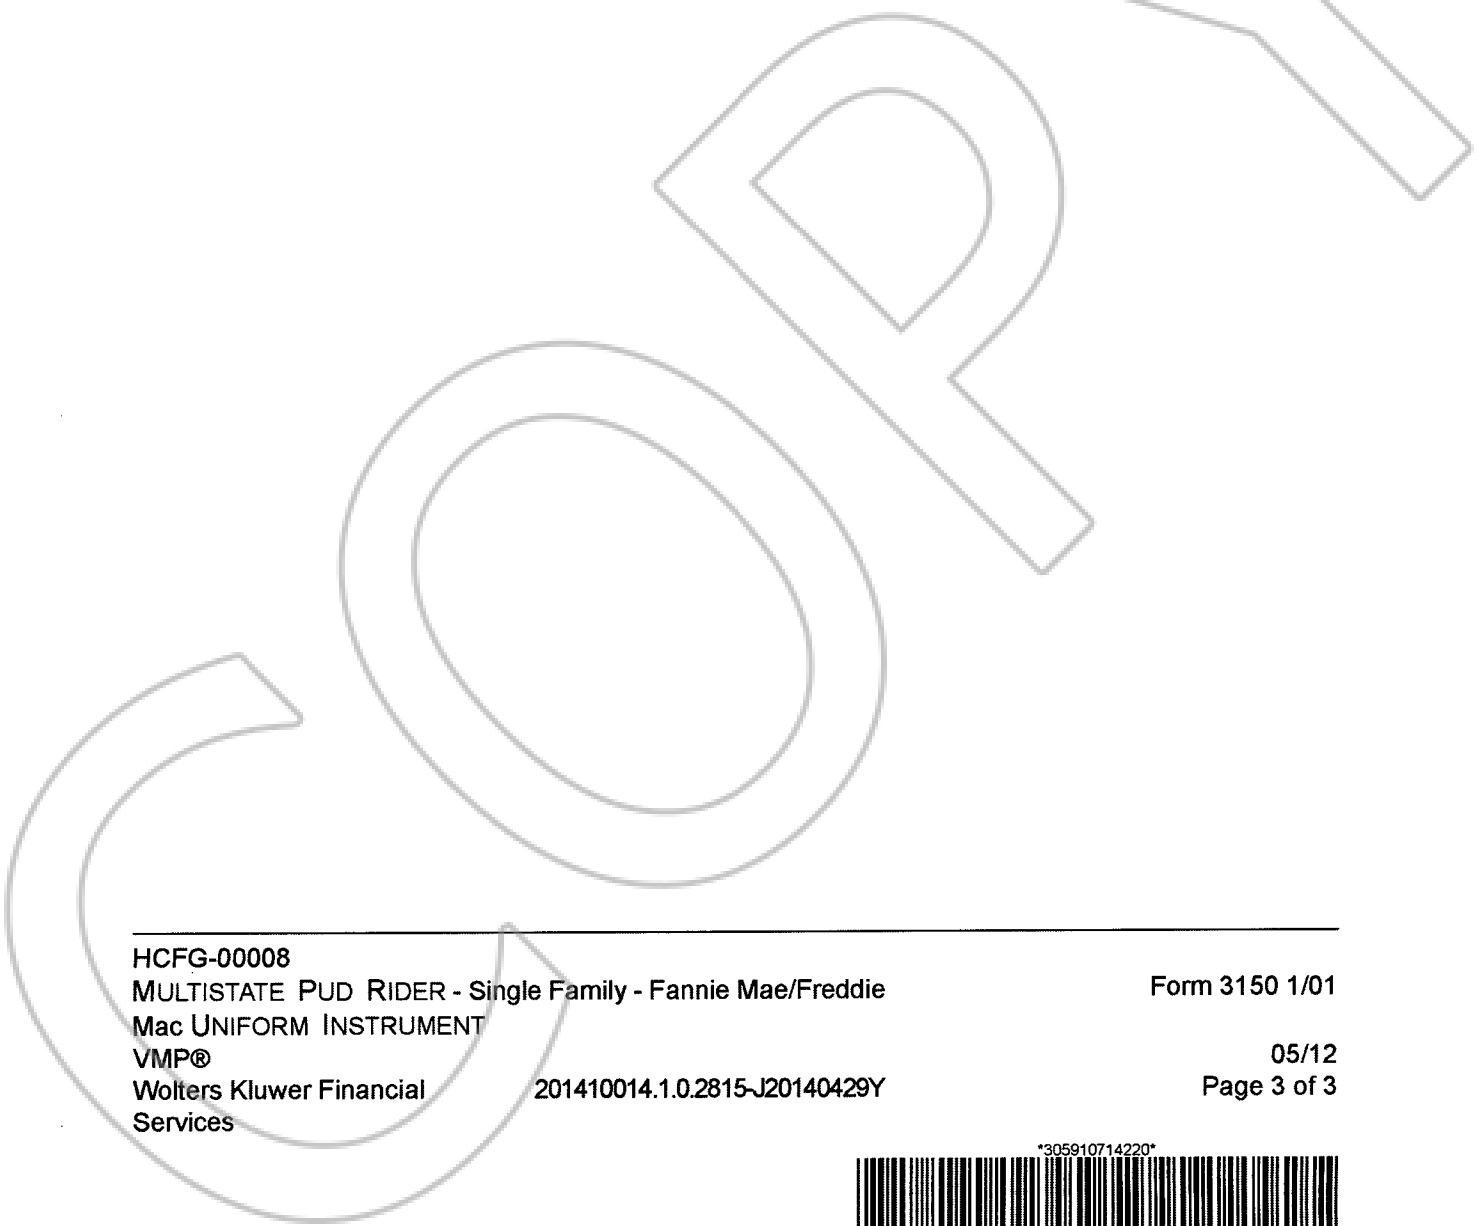 COPY
HCFG-00008
MULTISTATE PUD RIDER - Single Family - Fannie Mae/Freddie Form 3150 1/01
Mac UNIFORM INSTRUMENT
VMP® 05/12
Wolters Kluwer Financial 201410014.1.0.2815-J20140429Y Page 3 of 3
Services
*305910714220*